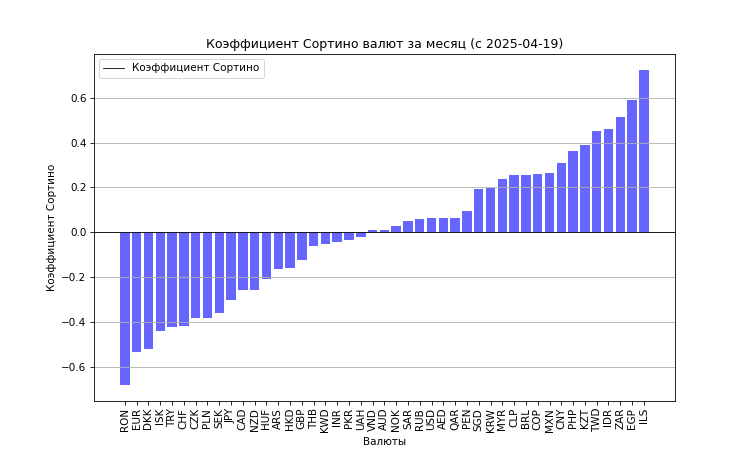 Коэффициент Сортино валют за месяц (с 2025-04-19)
Коэффициент Сортино
Коэффициент Сортино
0.6
0.4
0.2
0.0
−0.2
−0.4
−0.6
RON EUR DKK ISK TRY CHF CZK PLN SEK JPY CAD NZD HUF ARS HKD GBP THB KWD INR PKR UAH VND AUD NOK SAR RUB USD AED QAR PEN SGD KRW MYR CLP BRL COP MXN CNY PHP KZT TWD IDR ZAR EGP ILS
Валюты